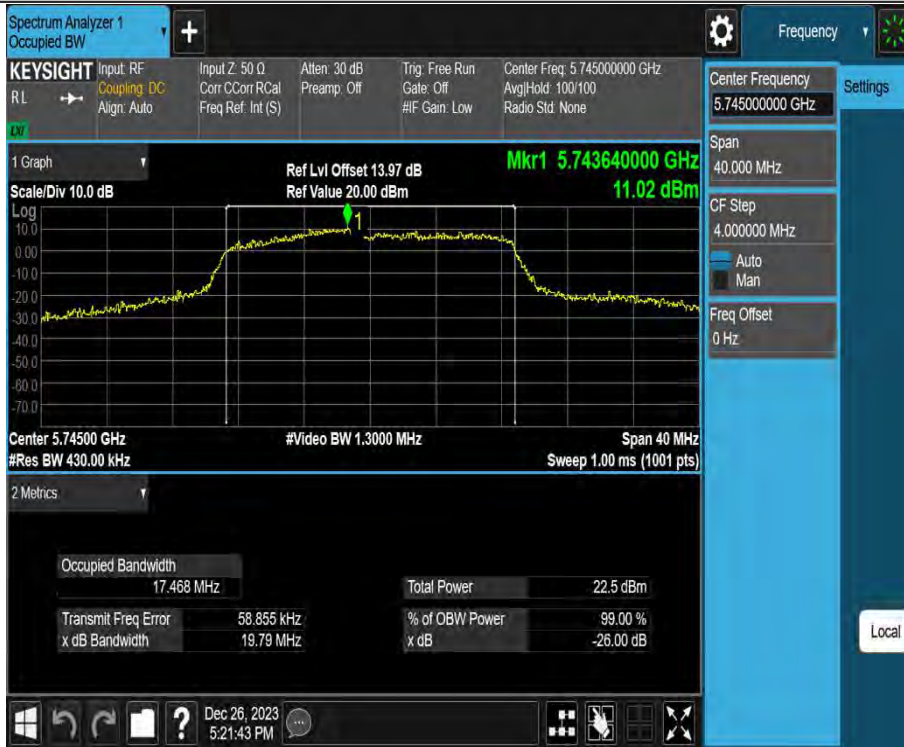 Spectrum Analyzer 1
Occupied BW
+
Frequency
KEYSIGHT
RL
LXI
Input: RF
Coupling: DC
Align: Auto
Input Z: 50 Ω
Corr CCorr RCal
Freq Ref: Int (S)
Atten: 30 dB
Preamp: Off
Trig: Free Run
Gate: Off
#IF Gain: Low
Center Freq: 5.745000000 GHz
Avg|Hold: 100/100
Radio Std: None
Center Frequency
5.745000000 GHz
Settings
Span
40.000 MHz
CF Step
4.000000 MHz
Auto
Man
Freq Offset
0 Hz
Local
1 Graph
Scale/Div 10.0 dB
Ref Lvl Offset 13.97 dB
Ref Value 20.00 dBm
Mkr1 5.743640000 GHz
11.02 dBm
Log
1
10.0
0.00
-10.0
-20.0
-30.0
-40.0
-50.0
-60.0
-70.0
Center 5.74500 GHz
#Video BW 1.3000 MHz
Span 40 MHz
#Res BW 430.00 kHz
Sweep 1.00 ms (1001 pts)
2 Metrics
Occupied Bandwidth
17.468 MHz
Total Power 22.5 dBm
Transmit Freq Error 58.855 kHz
% of OBW Power 99.00 %
x dB Bandwidth 19.79 MHz
x dB -26.00 dB
?
Dec 26, 2023
5:21:43 PM